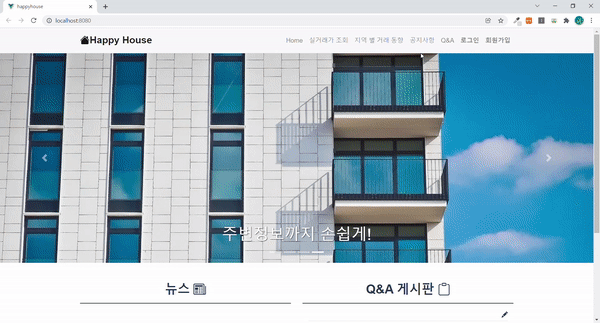 happyhouse
localhost:8080
Happy House
Home 실거래가 조회 지역 별 거래 동향 공지사항 Q&A 로그인 회원가입
주변정보까지 손쉽게!
뉴스
Q&A 게시판